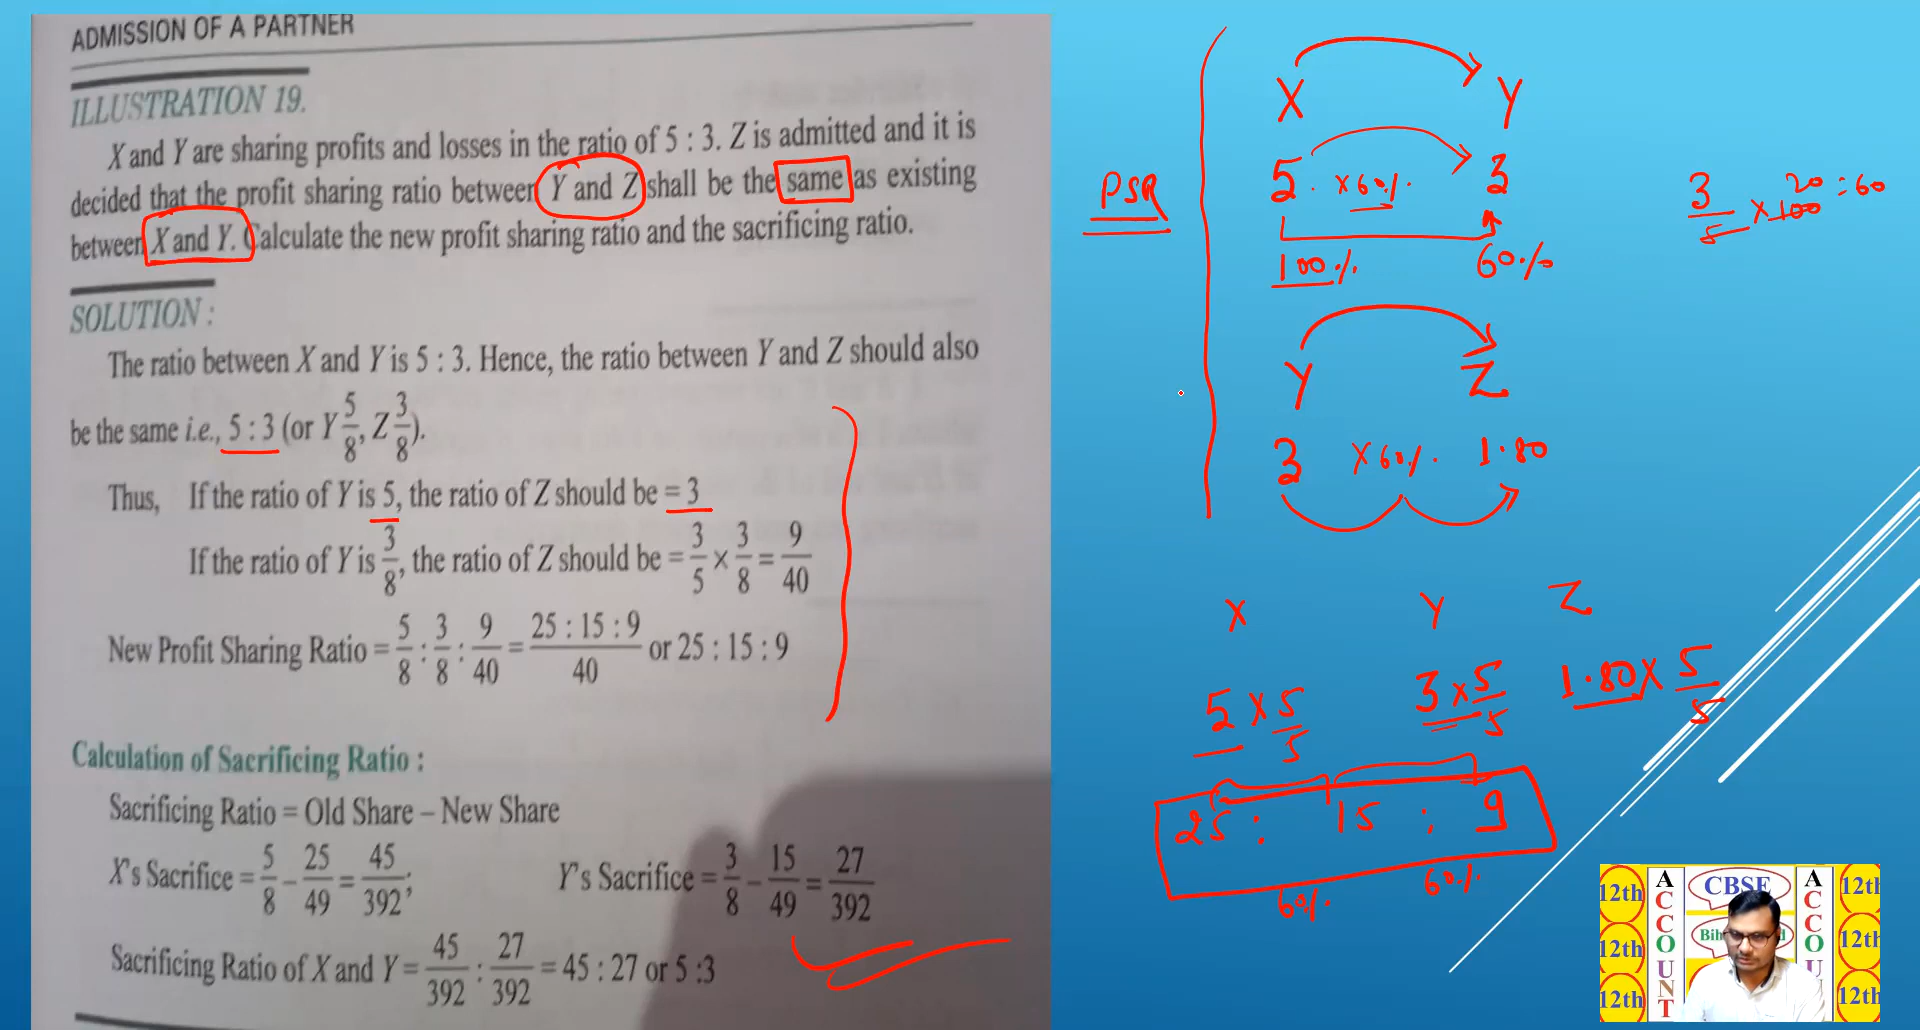 ADMISSION OF A PARTNER
ILLUSTRATION 19.
X and Y are sharing profits and losses in the ratio of 5 : 3. Z is admitted and it is
decided that the profit sharing ratio between Y and Z shall be the same as existing
between X and Y. Calculate the new profit sharing ratio and the sacrificing ratio.
SOLUTION :
The ratio between X and Y is 5 : 3. Hence, the ratio between Y and Z should also
be the same i.e., 5 : 3 (or Y 5/8, Z 3/8).
Thus, If the ratio of Y is 5, the ratio of Z should be = 3
If the ratio of Y is 3/8, the ratio of Z should be = 3/5 × 3/8 = 9/40
New Profit Sharing Ratio = 5/8 : 3/8 : 9/40 = 25 : 15 : 9/40 or 25 : 15 : 9
Calculation of Sacrificing Ratio :
Sacrificing Ratio = Old Share – New Share
X's Sacrifice = 5/8 – 25/49 = 45/392; Y's Sacrifice = 3/8 – 15/49 = 27/392
Sacrificing Ratio of X and Y = 45/392 : 27/392 = 45 : 27 or 5 :3
X Y
PSR 5 × 60% 3
100% 60%
3/5 × 100 20 = 60
Y Z
3 × 60% 1.80
X Y Z
5 × 5/5 3 × 5/5 1.80 × 5/5
25 : 15 : 9
60% 60%
12th ACCOUNT CBSE ACCOU 12th
12th Bih d 12th
12th 12th